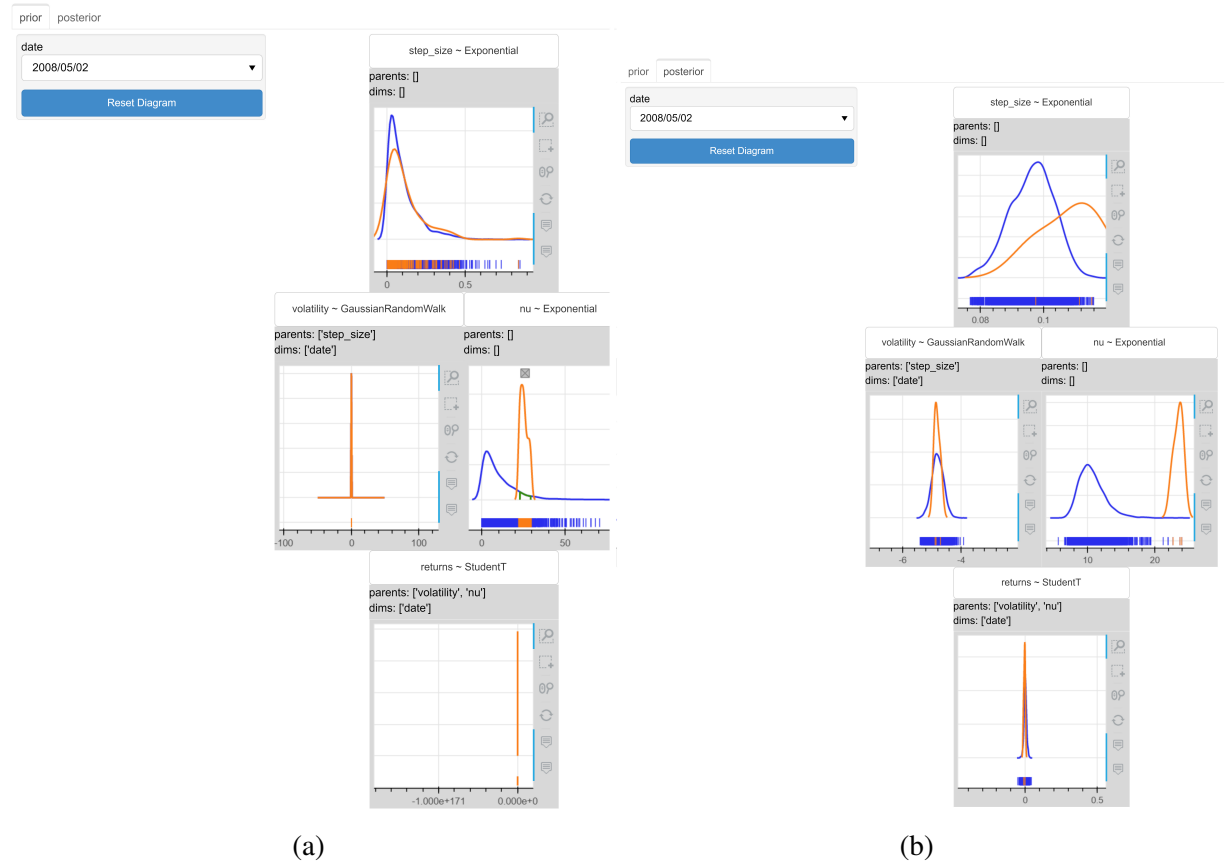 prior posterior
date
2008/05/02
Reset Diagram
step_size ~ Exponential
parents: []
dims: []
0 0.5
volatility ~ GaussianRandomWalk
parents: ['step_size']
dims: ['date']
-100 0 100
nu ~ Exponential
parents: []
dims: []
0 50
returns ~ StudentT
parents: ['volatility', 'nu']
dims: ['date']
-1.000e+171 0.000e+0
(a)
prior posterior
date
2008/05/02
Reset Diagram
step_size ~ Exponential
parents: []
dims: []
0.08 0.1
volatility ~ GaussianRandomWalk
parents: ['step_size']
dims: ['date']
-6 -4
nu ~ Exponential
parents: []
dims: []
10 20
returns ~ StudentT
parents: ['volatility', 'nu']
dims: ['date']
0 0.5
(b)